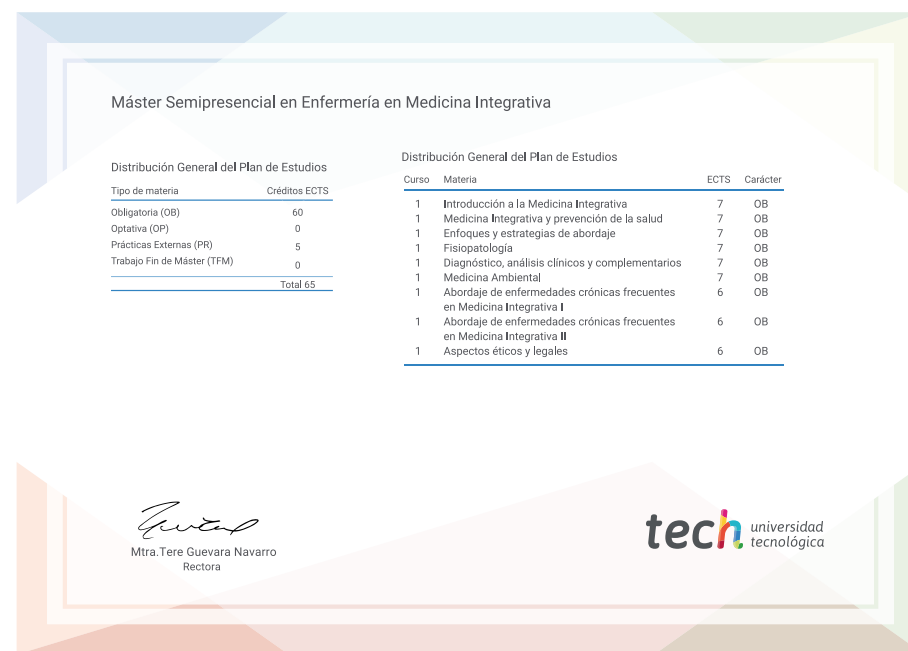 Máster Semipresencial en Enfermería en Medicina Integrativa
Distribución General del Plan de Estudios
Tipo de materia Créditos ECTS
Obligatoria (OB) 60
Optativa (OP) 0
Prácticas Externas (PR) 5
Trabajo Fin de Máster (TFM) 0
Total 65
Distribución General del Plan de Estudios
Curso Materia ECTS Carácter
1 Introducción a la Medicina Integrativa 7 OB
1 Medicina Integrativa y prevención de la salud 7 OB
1 Enfoques y estrategias de abordaje 7 OB
1 Fisiopatología 7 OB
1 Diagnóstico, análisis clínicos y complementarios 7 OB
1 Medicina Ambiental 7 OB
1 Abordaje de enfermedades crónicas frecuentes 6 OB
en Medicina Integrativa I
1 Abordaje de enfermedades crónicas frecuentes 6 OB
en Medicina Integrativa II
1 Aspectos éticos y legales 6 OB
Mtra.Tere Guevara Navarro
Rectora
tech universidad
tecnológica